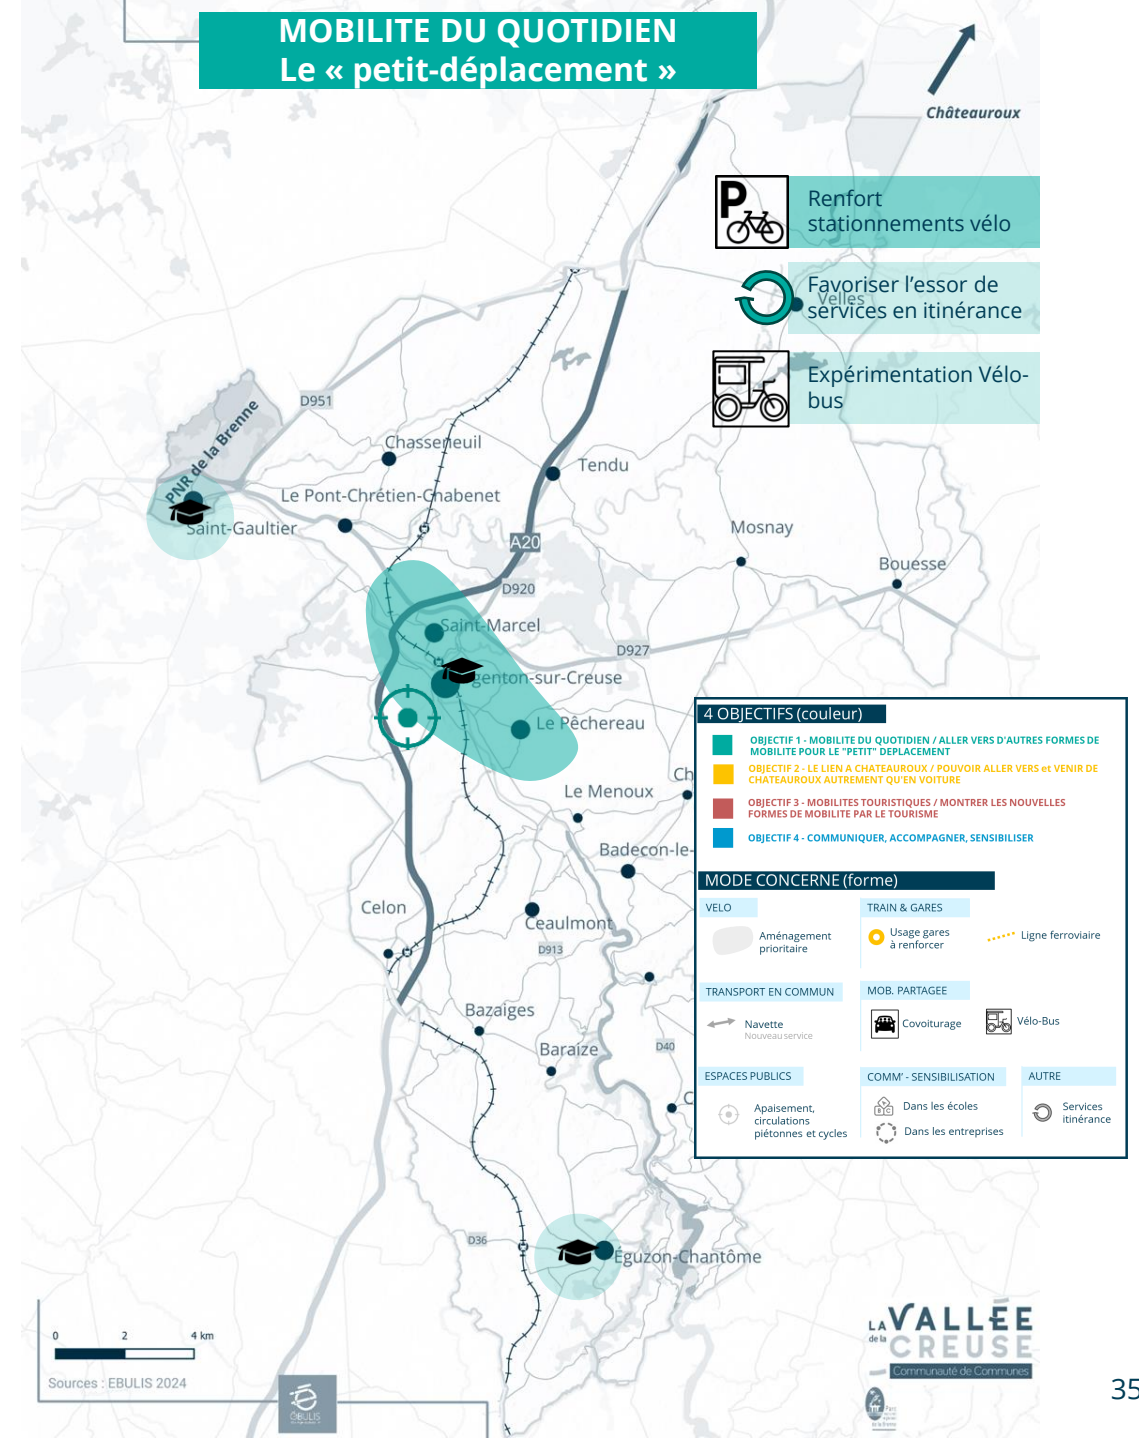 MOBILITE DU QUOTIDIEN
Le « petit-déplacement »
Châteauroux
Renfort
stationnements vélo
Favoriser l'essor de
services en itinérance
Velles
Expérimentation Vélo-
bus
D951
PNR de la Brenne
Chasseneuil
Tendu
Le Pont-Chrétien-Chabenet
Saint-Gaultier
Mosnay
A20
Bouesse
D920
Saint-Marcel
D927
genton-sur-Creuse
Le Pêchereau
Ch
Le Menoux
Badecon-le-
Celon
Ceaulmont
D913
Bazaiges
Baraize
D40
C
D36
Éguzon-Chantôme
4 OBJECTIFS (couleur)
OBJECTIF 1 - MOBILITE DU QUOTIDIEN / ALLER VERS D'AUTRES FORMES DE
MOBILITE POUR LE "PETIT" DEPLACEMENT
OBJECTIF 2 - LE LIEN A CHATEAUROUX / POUVOIR ALLER VERS et VENIR DE
CHATEAUROUX AUTREMENT QU'EN VOITURE
OBJECTIF 3 - MOBILITES TOURISTIQUES / MONTRER LES NOUVELLES
FORMES DE MOBILITE PAR LE TOURISME
OBJECTIF 4 - COMMUNIQUER, ACCOMPAGNER, SENSIBILISER
MODE CONCERNE (forme)
VELO
Aménagement
prioritaire
TRAIN & GARES
Usage gares
à renforcer
Ligne ferroviaire
TRANSPORT EN COMMUN
Navette
Nouveau service
MOB. PARTAGEE
Covoiturage
Vélo-Bus
ESPACES PUBLICS
Apaisement,
circulations
piétonnes et cycles
COMM' - SENSIBILISATION
Dans les écoles
Dans les entreprises
AUTRE
Services
itinérance
0 2 4 km
Sources : EBULIS 2024
ÉBULIS
LA VALLÉE
de la CREUSE
Communauté de Communes
35